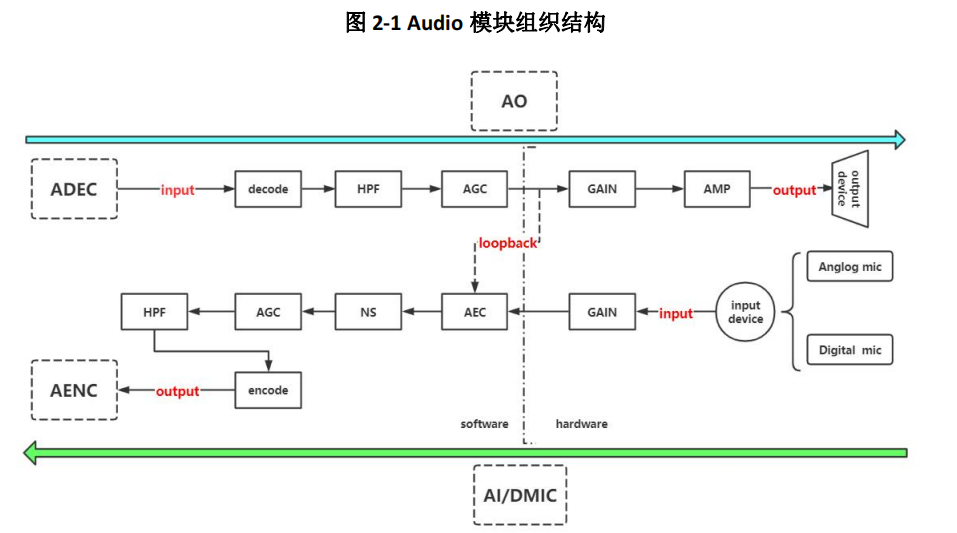 图 2-1 Audio 模块组织结构
AO
ADEC
input
decode
HPF
AGC
GAIN
AMP
output
output device
loopback
Anglog mic
HPF
AGC
NS
AEC
GAIN
input
input
device
Digital mic
AENC
output
encode
software
hardware
AI/DMIC